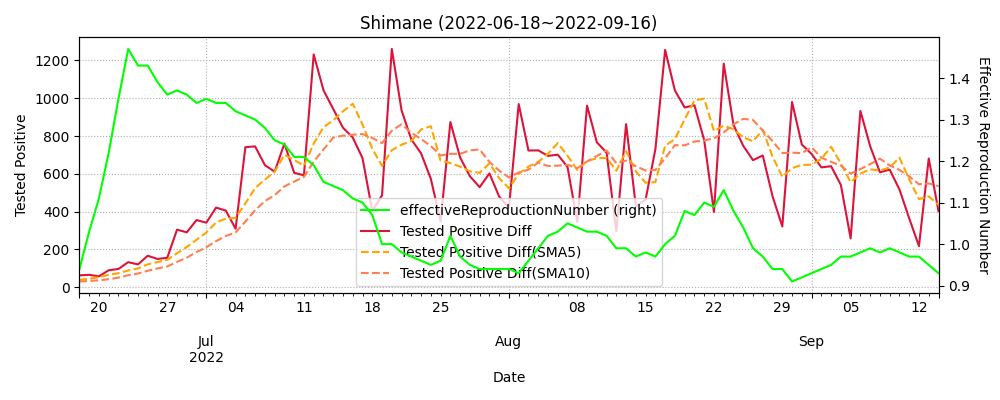 Shimane (2022-06-18~2022-09-16)
Tested Positive
1200
1000
800
600
400
200
0
1.4
1.3
1.2
1.1
1.0
0.9
Effective Reproduction Number
effectiveReproductionNumber (right)
Tested Positive Diff
Tested Positive Diff(SMA5)
Tested Positive Diff(SMA10)
20 27 04 11 18 25 08 15 22 29 05 12
Jul Aug Sep
2022
Date